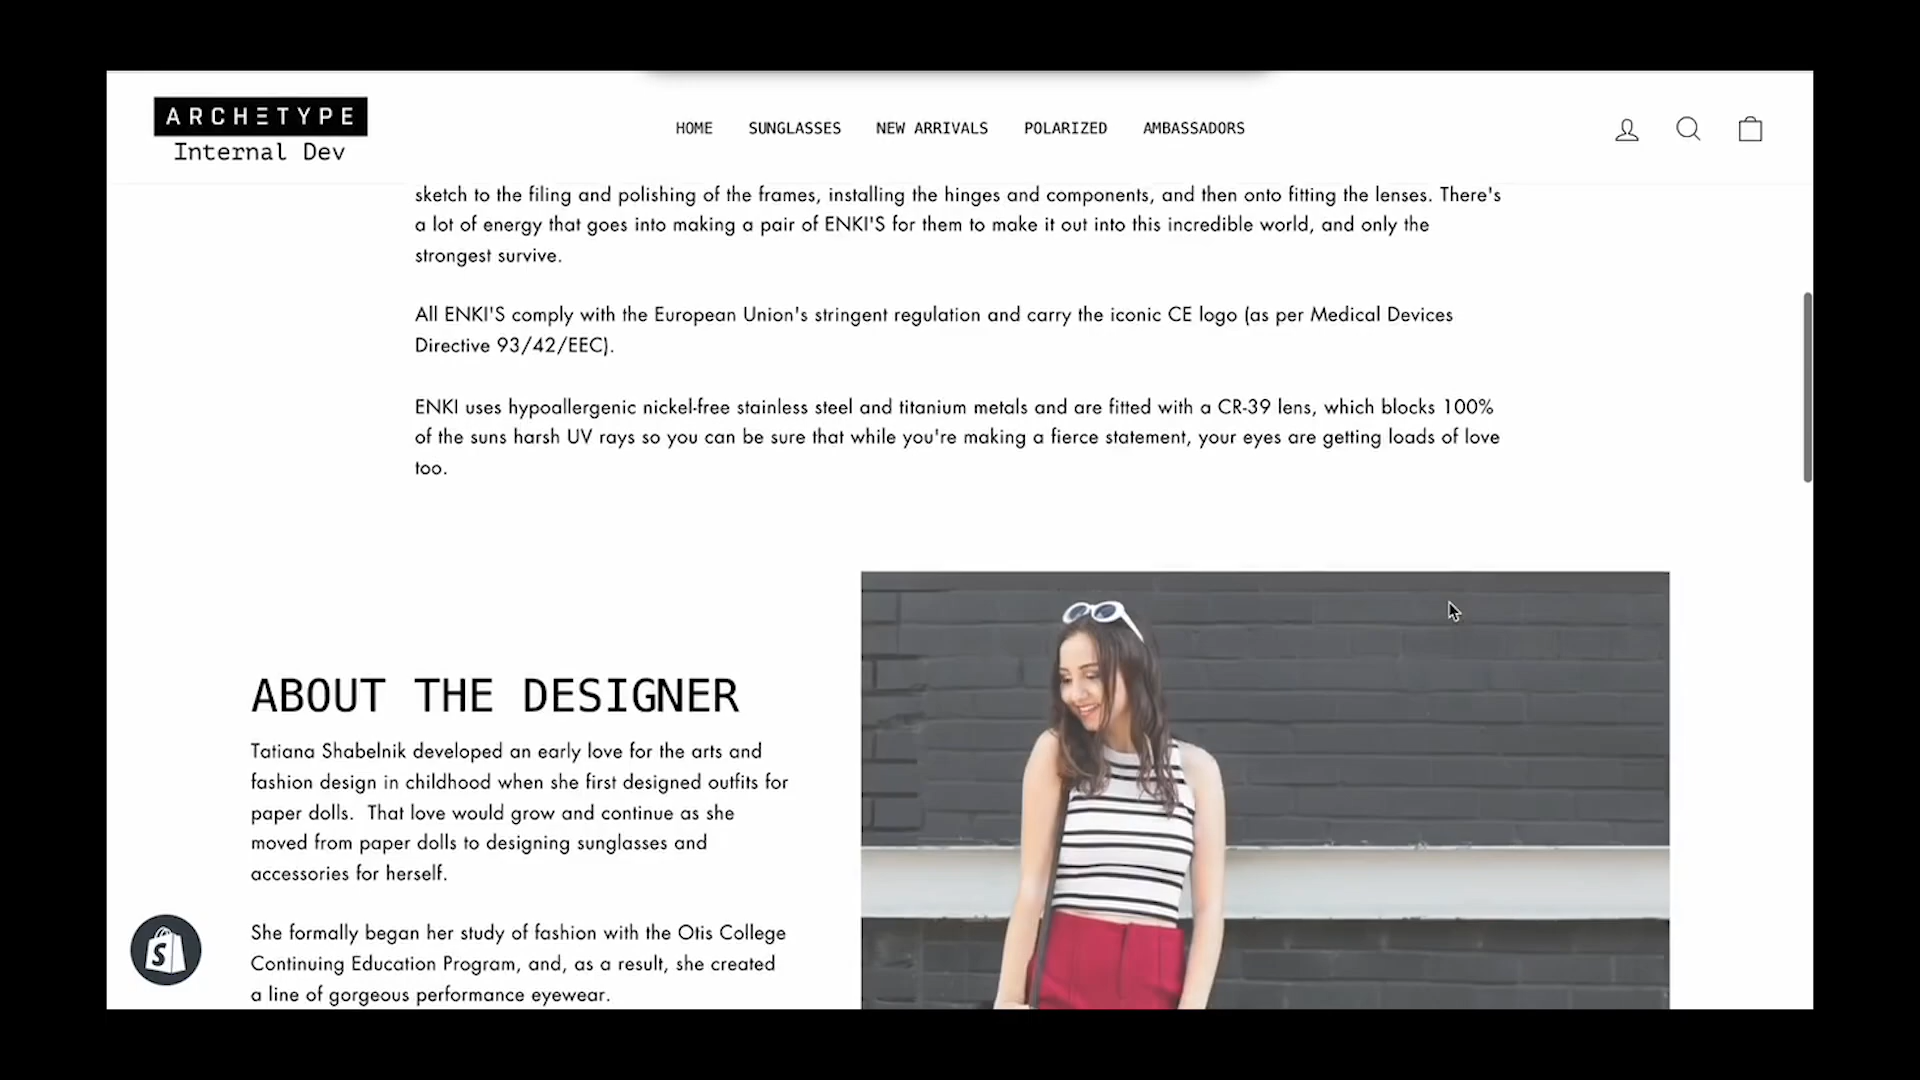 ARCHETYPE
Internal Dev
HOME SUNGLASSES NEW ARRIVALS POLARIZED AMBASSADORS
sketch to the filing and polishing of the frames, installing the hinges and components, and then onto fitting the lenses. There's
a lot of energy that goes into making a pair of ENKI'S for them to make it out into this incredible world, and only the
strongest survive.
All ENKI'S comply with the European Union's stringent regulation and carry the iconic CE logo (as per Medical Devices
Directive 93/42/EEC).
ENKI uses hypoallergenic nickel-free stainless steel and titanium metals and are fitted with a CR-39 lens, which blocks 100%
of the suns harsh UV rays so you can be sure that while you're making a fierce statement, your eyes are getting loads of love
too.
ABOUT THE DESIGNER
Tatiana Shabelnik developed an early love for the arts and
fashion design in childhood when she first designed outfits for
paper dolls. That love would grow and continue as she
moved from paper dolls to designing sunglasses and
accessories for herself.
She formally began her study of fashion with the Otis College
Continuing Education Program, and, as a result, she created
a line of gorgeous performance eyewear.
S